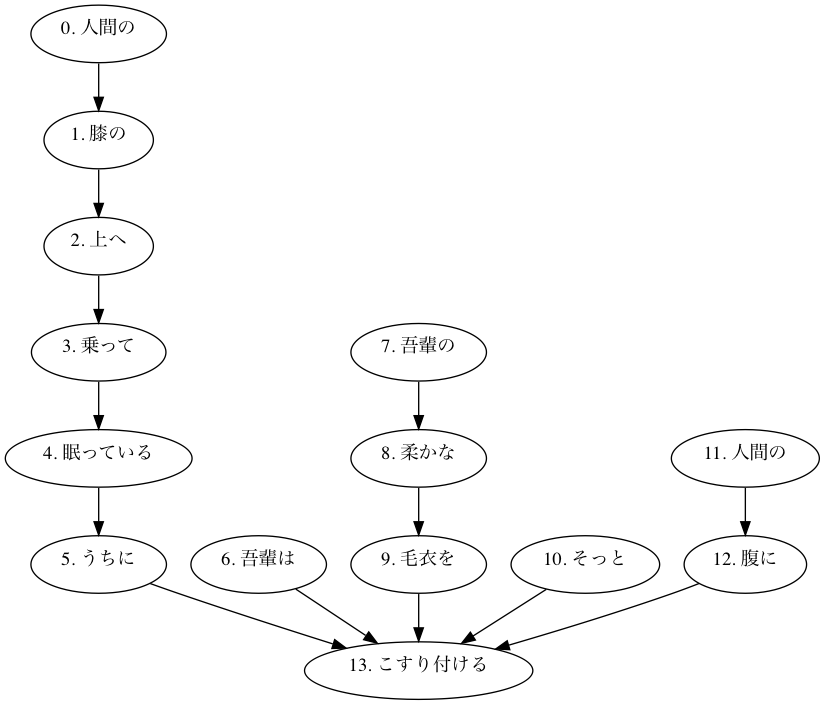 0. 人間の
1. 膝の
2. 上へ
3. 乗って
7. 吾輩の
4. 眠っている
8. 柔かな
11. 人間の
5. うちに
6. 吾輩は
9. 毛衣を
10. そっと
12. 腹に
13. こすり付ける